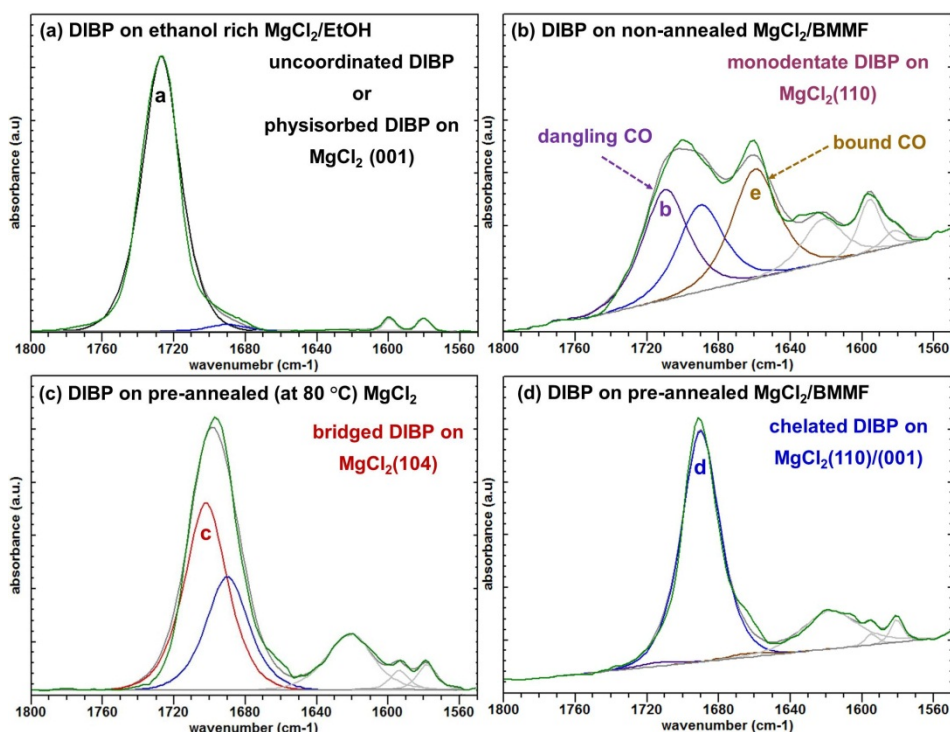 (a) DIBP on ethanol rich MgCl2/EtOH
uncoordinated DIBP
or
physisorbed DIBP on
MgCl2 (001)
a
absorbance (a.u)
1800 1760 1720 1680 1640 1600 1560
wavenumebr (cm-1)
(b) DIBP on non-annealed MgCl2/BMMF
monodentate DIBP on
MgCl2(110)
dangling CO
bound CO
b
e
absorbance (a.u)
1800 1760 1720 1680 1640 1600 1560
wavenumber (cm-1)
(c) DIBP on pre-annealed (at 80 °C) MgCl2
bridged DIBP on
MgCl2(104)
c
absorbance (a.u.)
1800 1760 1720 1680 1640 1600 1560
wavenumber (cm-1)
(d) DIBP on pre-annealed MgCl2/BMMF
chelated DIBP on
MgCl2(110)/(001)
d
absorbance (a.u)
1800 1760 1720 1680 1640 1600 1560
wavenumber (cm-1)